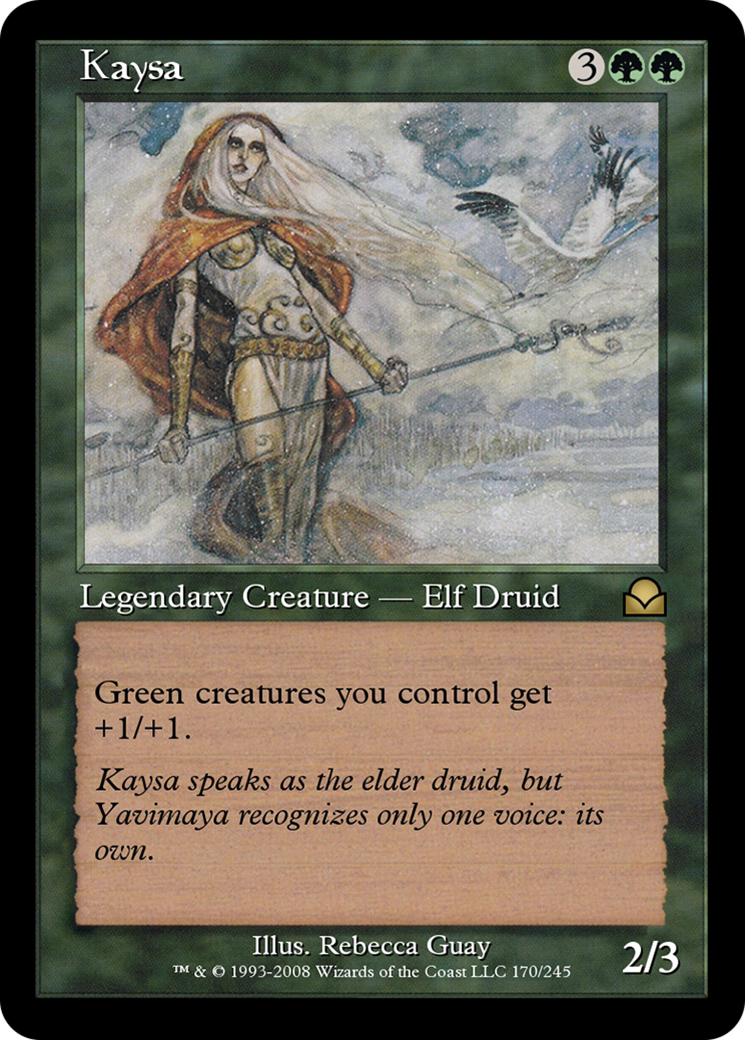 Kaysa 3
Legendary Creature — Elf Druid
Green creatures you control get
+1/+1.
Kaysa speaks as the elder druid, but
Yavimaya recognizes only one voice: its
own.
Illus. Rebecca Guay
™ & © 1993-2008 Wizards of the Coast LLC 170/245
2/3